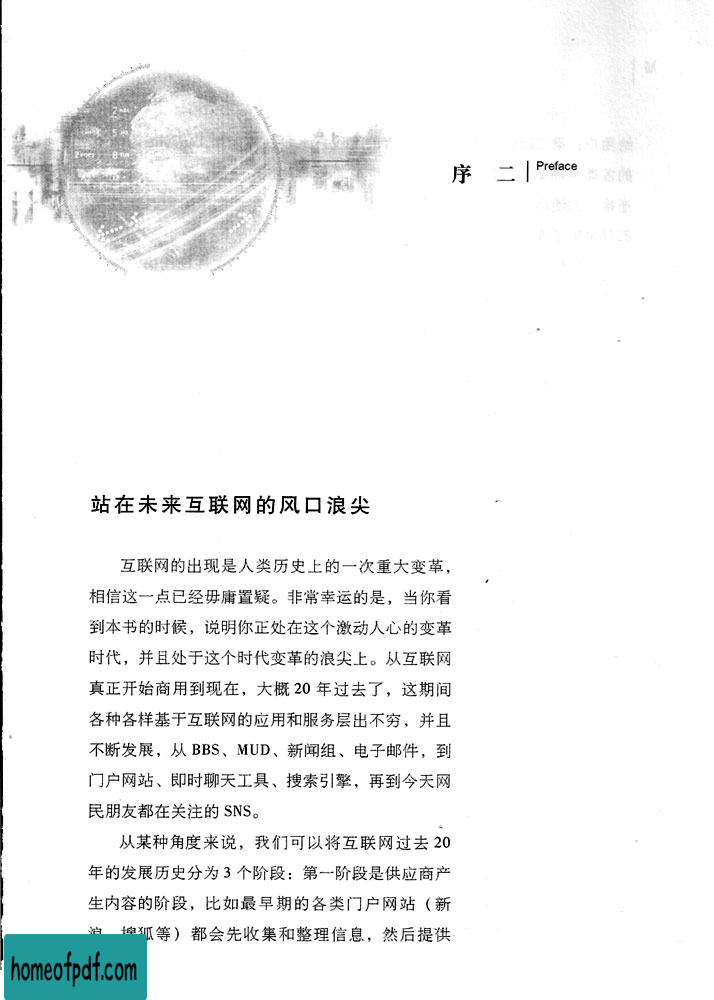 序 二 Preface
站在未来互联网的风口浪尖
互联网的出现是人类历史上的一次重大变革，
相信这一点已经毋庸置疑。非常幸运的是，当你看
到本书的时候，说明你正处在这个激动人心的变革
时代，并且处于这个时代变革的浪尖上。从互联网
真正开始商用到现在，大概 20 年过去了，这期间
各种各样基于互联网的应用和服务层出不穷，并且
不断发展，从 BBS、MUD、新闻组、电子邮件，到
门户网站、即时聊天工具、搜索引擎，再到今天网
民朋友都在关注的 SNS。
从某种角度来说，我们可以将互联网过去 20
年的发展历史分为 3 个阶段：第一阶段是供应商产
生内容的阶段，比如最早期的各类门户网站（新
浪、搜狐等）都会先收集和整理信息，然后提供
homeofpdf.com